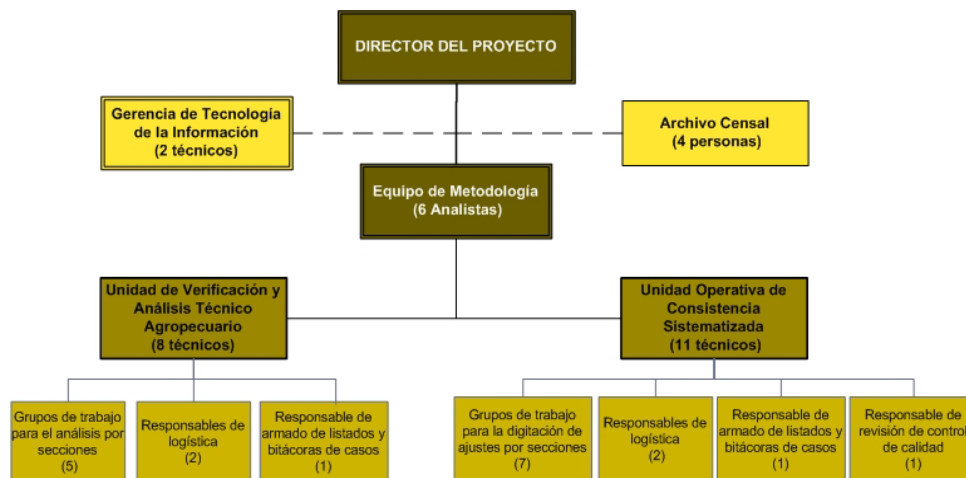 DIRECTOR DEL PROYECTO
Gerencia de Tecnología
de la Información
(2 técnicos)
Archivo Censal
(4 personas)
Equipo de Metodología
(6 Analistas)
Unidad de Verificación y
Análisis Técnico
Agropecuario
(8 técnicos)
Unidad Operativa de
Consistencia
Sistematizada
(11 técnicos)
Grupos de trabajo
para el análisis por
secciones
(5)
Responsables de
logística
(2)
Responsable de
armado de listados y
bitácoras de casos
(1)
Grupos de trabajo
para la digitación de
ajustes por secciones
(7)
Responsables de
logística
(2)
Responsable de
armado de listados y
bitácoras de casos
(1)
Responsable de
revisión de control
de calidad
(1)